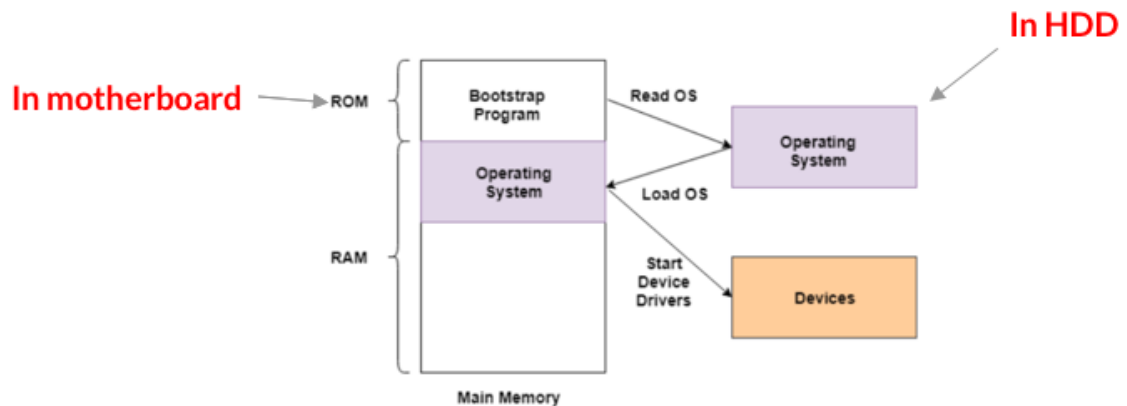 In HDD
In motherboard
ROM
Bootstrap
Program
Read OS
Operating
System
Operating
System
Load OS
RAM
Start
Device
Drivers
Devices
Main Memory